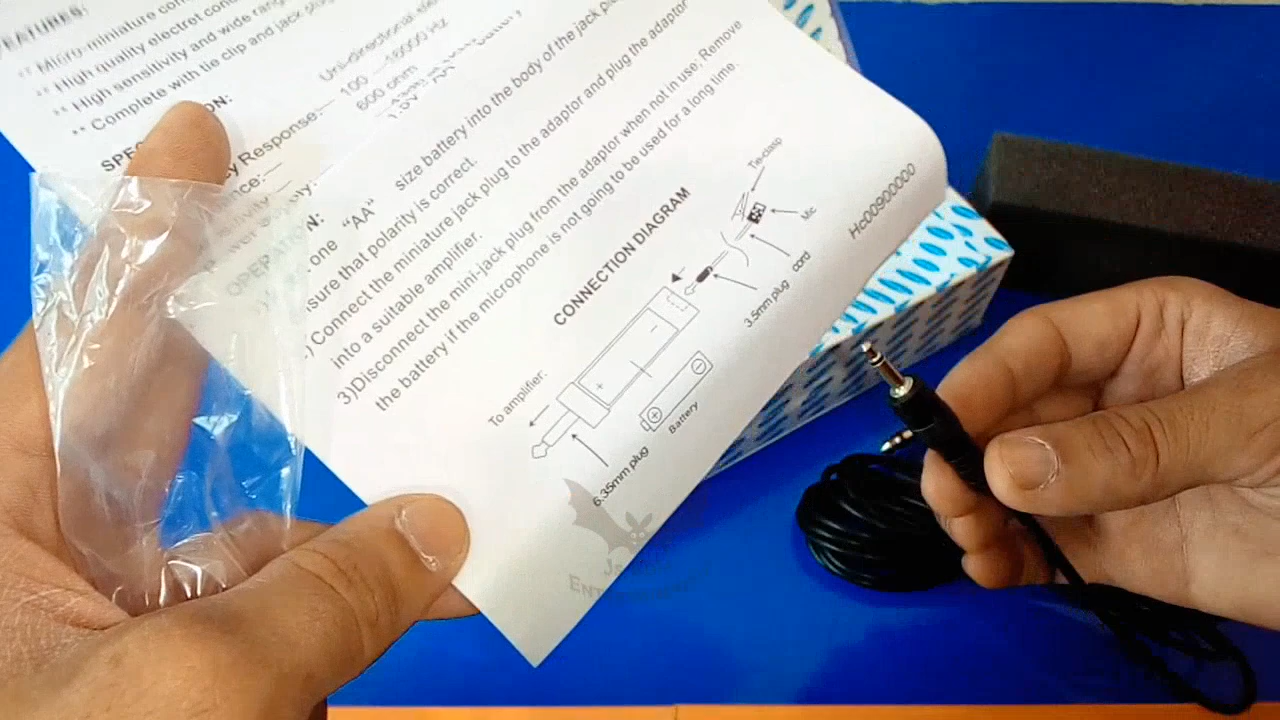 FEATURES:
** Micro-miniature con
** High quality electret cond
** High sensitivity and wide rang
** Complete with tie clip and jack plug
SPEC
ION:
Uni-directional
cy Response:— 100 —16000 Hz
600 ohm
OPERATION:
one "AA" size battery into the body of the jack
sure that polarity is correct.
) Connect the miniature jack plug to the adaptor and plug the adaptor
into a suitable amplifier.
3)Disconnect the mini-jack plug from the adaptor when not in use; Remove
the battery if the microphone is not going to be used for a long time.
CONNECTION DIAGRAM
Tie-clasp
Mic
cord
3.5mm plug
To amplifier:
Battery
6.35mm plug
Hc0090000